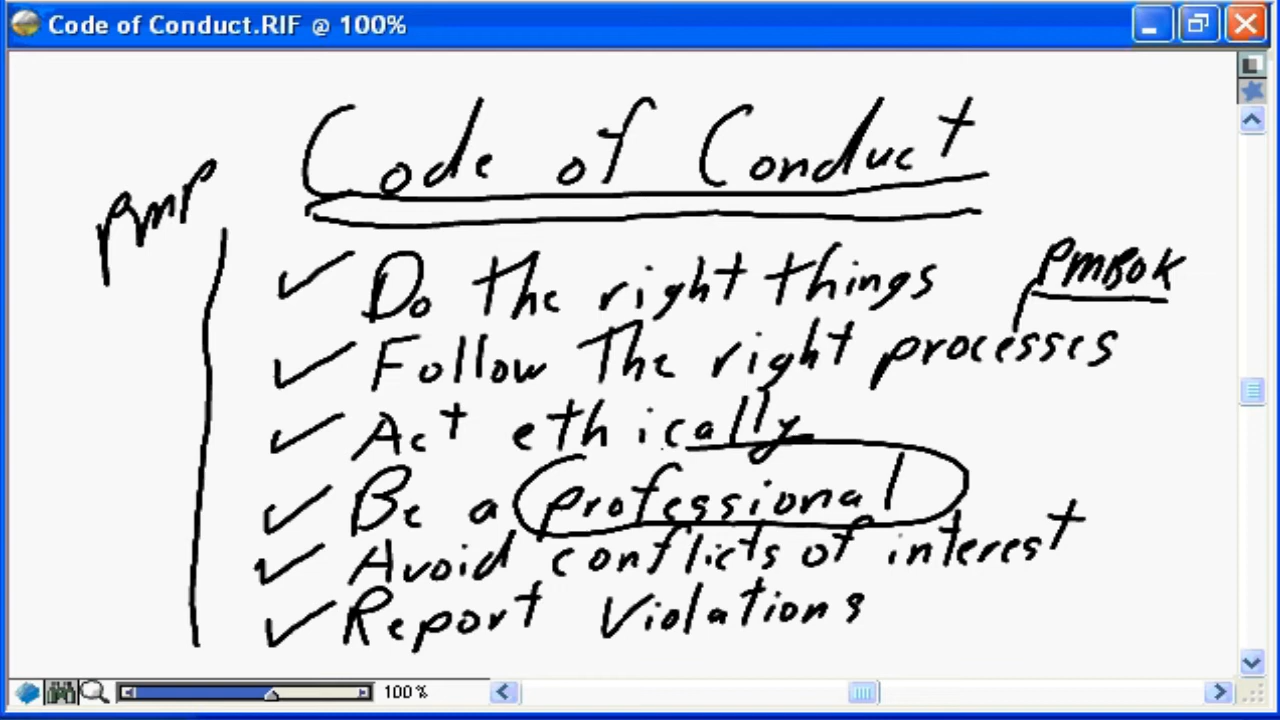 Code of Conduct.RIF @ 100%
Code of Conduct
PMP
Do the right things
PMBOK
Follow The right processes
Act ethically
Be a professional
Avoid conflicts of interest
Report Violations
100%